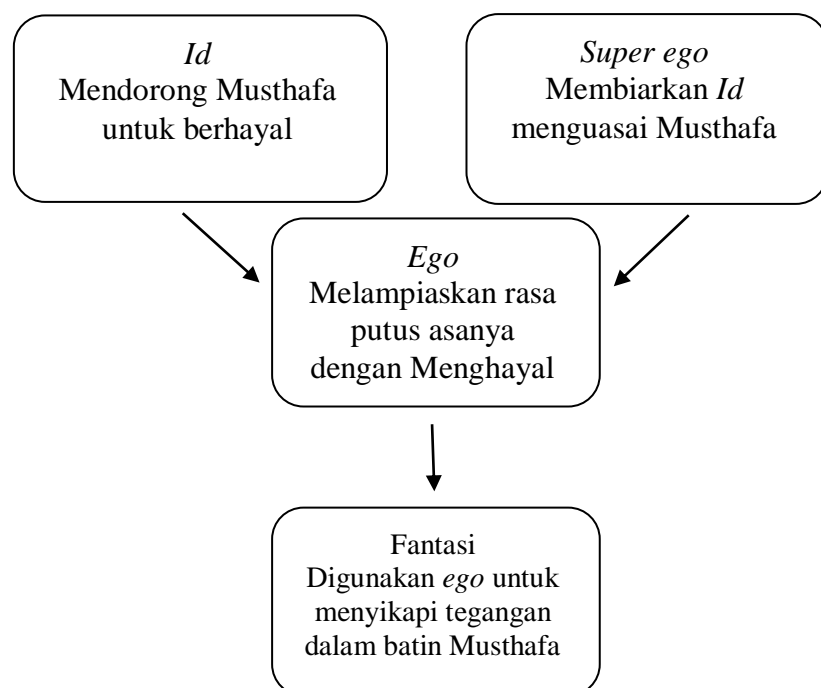 Id
Mendorong Musthafa
untuk berhayal
Super ego
Membiarkan Id
menguasai Musthafa
Ego
Melampiaskan rasa
putus asanya
dengan Menghayal
Fantasi
Digunakan ego untuk
menyikapi tegangan
dalam batin Musthafa